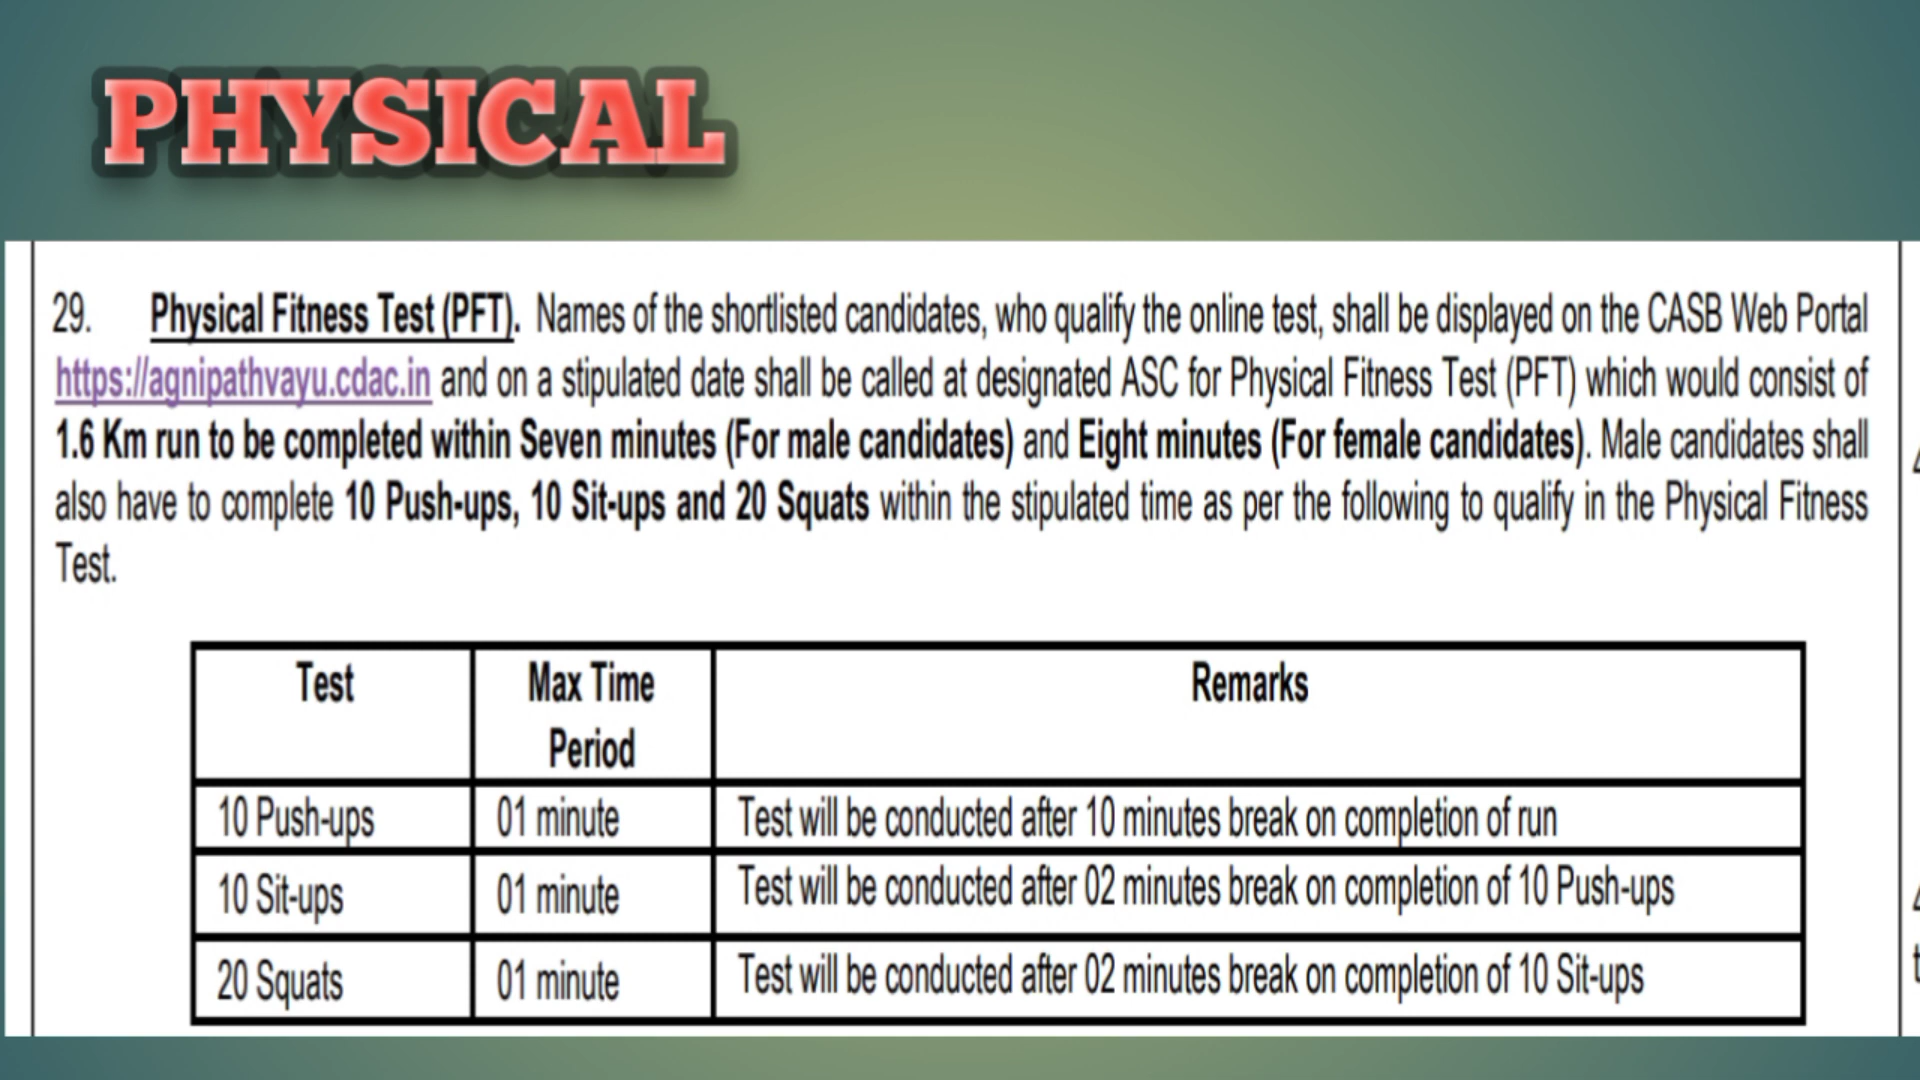 PHYSICAL
29. Physical Fitness Test (PFT). Names of the shortlisted candidates, who qualify the online test, shall be displayed on the CASB Web Portal
https://agnipathvayu.cdac.in and on a stipulated date shall be called at designated ASC for Physical Fitness Test (PFT) which would consist of
1.6 Km run to be completed within Seven minutes (For male candidates) and Eight minutes (For female candidates). Male candidates shall
also have to complete 10 Push-ups, 10 Sit-ups and 20 Squats within the stipulated time as per the following to qualify in the Physical Fitness
Test.
Test Max Time Remarks
Period
10 Push-ups 01 minute Test will be conducted after 10 minutes break on completion of run
10 Sit-ups 01 minute Test will be conducted after 02 minutes break on completion of 10 Push-ups
20 Squats 01 minute Test will be conducted after 02 minutes break on completion of 10 Sit-ups